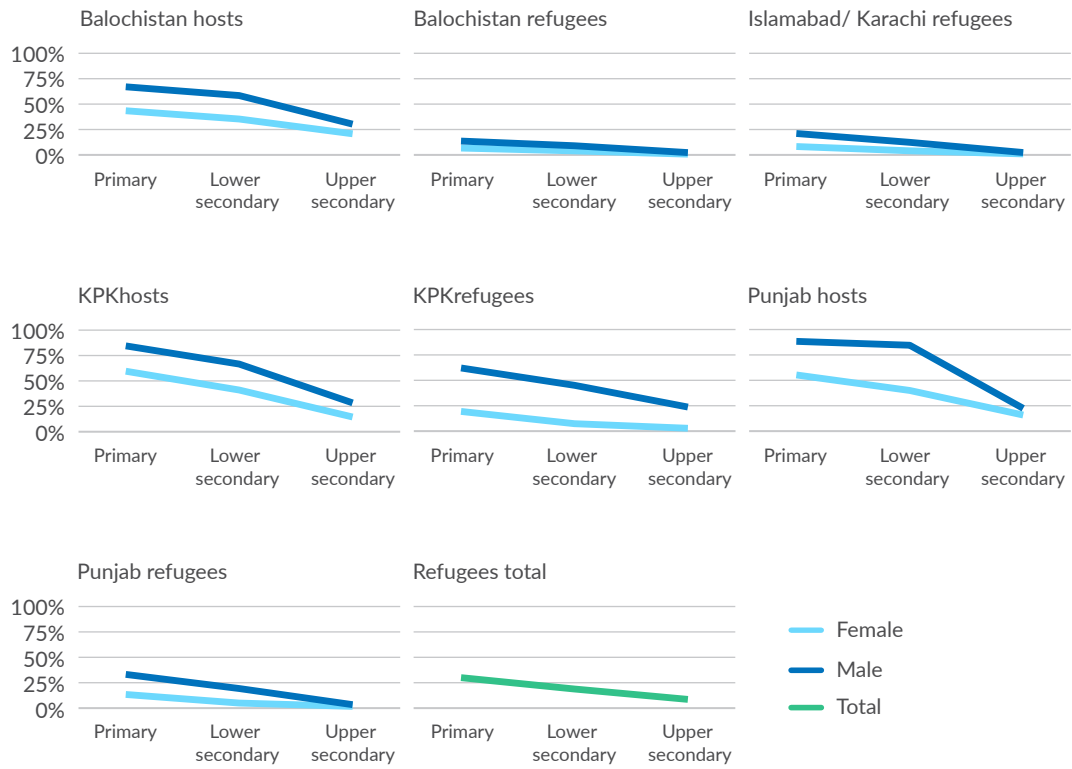 Balochistan hosts
Balochistan refugees
Islamabad/ Karachi refugees
100%
75%
50%
25%
0%
Primary
Lower
secondary
Upper
secondary
Primary
Lower
secondary
Upper
secondary
Primary
Lower
secondary
Upper
secondary
KPKhosts
KPKrefugees
Punjab hosts
100%
75%
50%
25%
0%
Primary
Lower
secondary
Upper
secondary
Primary
Lower
secondary
Upper
secondary
Primary
Lower
secondary
Upper
secondary
Punjab refugees
Refugees total
100%
75%
50%
25%
0%
Primary
Lower
secondary
Upper
secondary
Primary
Lower
secondary
Upper
secondary
Female
Male
Total